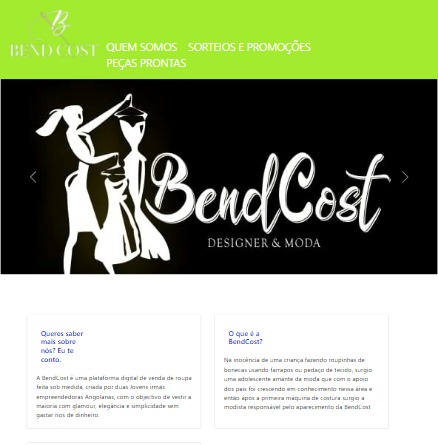 B
BEND COST
QUEM SOMOS SORTEIOS E PROMOÇÕES
PEÇAS PRONTAS
BendCost
DESIGNER & MODA
Queres saber
mais sobre
nós? Eu te
conto.
A BendCost é uma plataforma digital de venda de roupa
feita sob medida, criada por duas Jovens irmãs
empreendedoras Angolanas, com o objectivo de vestir a
maioria com glamour, elegância e simplicidade sem
gastar rios de dinheiro.
O que é a
BendCost?
Na inocência de uma criança fazendo roupinhas de
bonecas usando farrapos ou pedaço de tecido, surgio
uma adolescente amante da moda que com o apoio
dos pais foi crescendo em conhecimento nessa área e
então após a primeira máquina de costura surgio a
modista responsável pelo aparecimento da BendCost